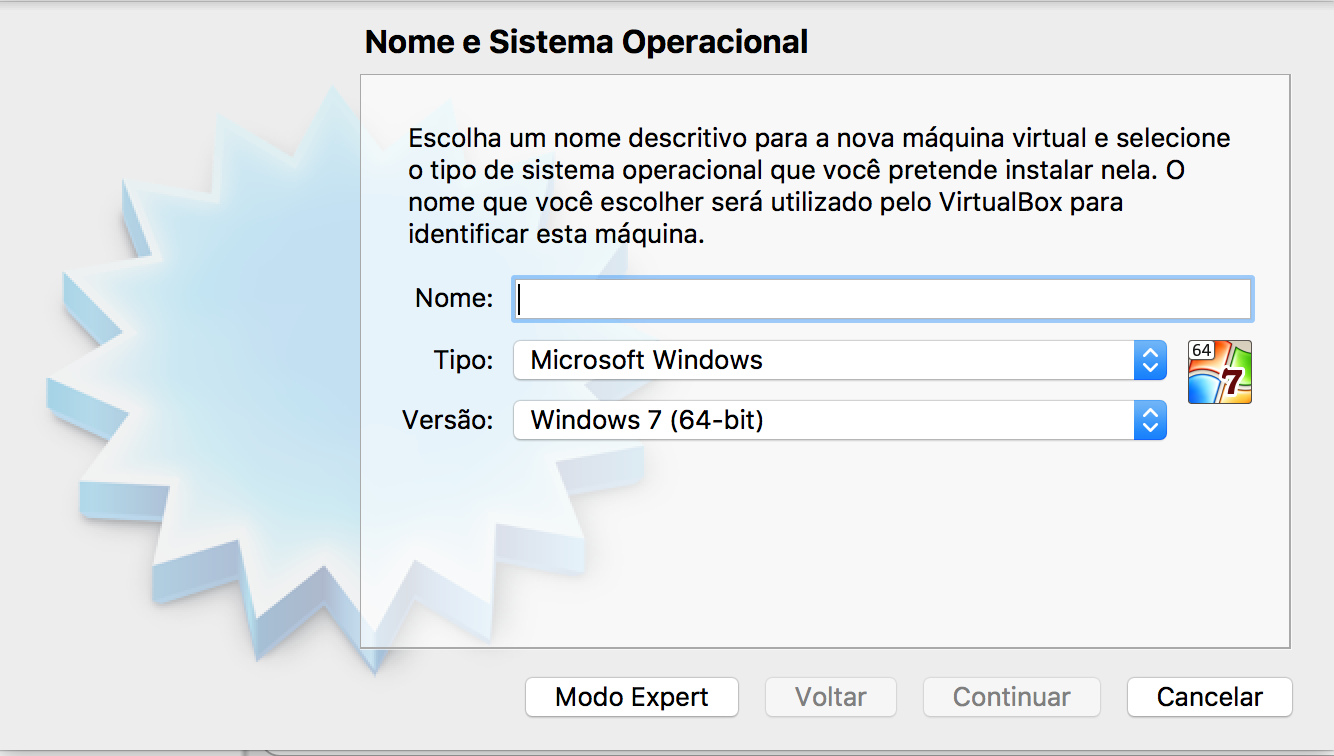 Nome e Sistema Operacional
Escolha um nome descritivo para a nova máquina virtual e selecione
o tipo de sistema operacional que você pretende instalar nela. O
nome que você escolher será utilizado pelo VirtualBox para
identificar esta máquina.
Nome:
Tipo: Microsoft Windows
64
7
Versão: Windows 7 (64-bit)
Modo Expert Voltar Continuar Cancelar